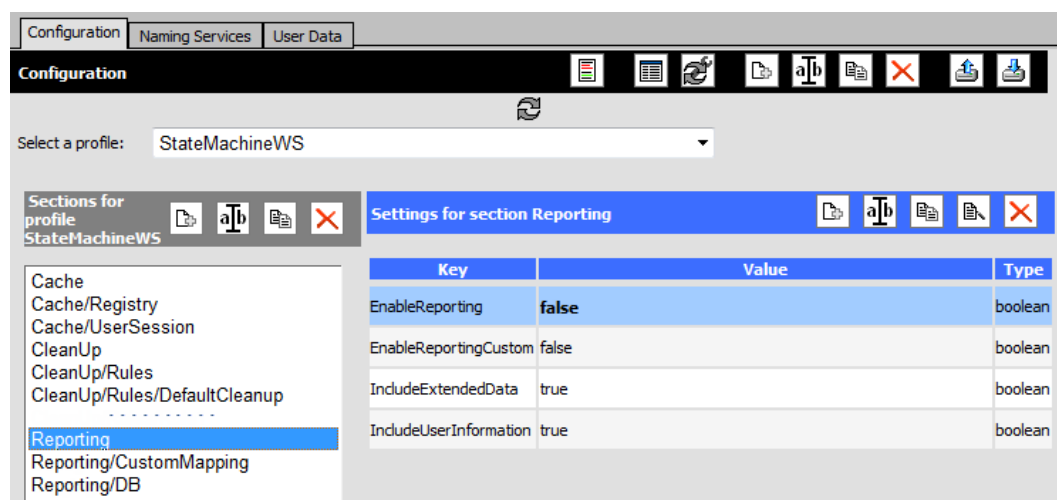 Configuration Naming Services User Data
Configuration
Select a profile: StateMachineWS
Sections for
profile
StateMachineWS
Settings for section Reporting
Cache
Cache/Registry
Cache/UserSession
CleanUp
CleanUp/Rules
CleanUp/Rules/DefaultCleanup
- - - - - - - - - -
Reporting
Reporting/CustomMapping
Reporting/DB
Key Value Type
EnableReporting false boolean
EnableReportingCustom false boolean
IncludeExtendedData true boolean
IncludeUserInformation true boolean